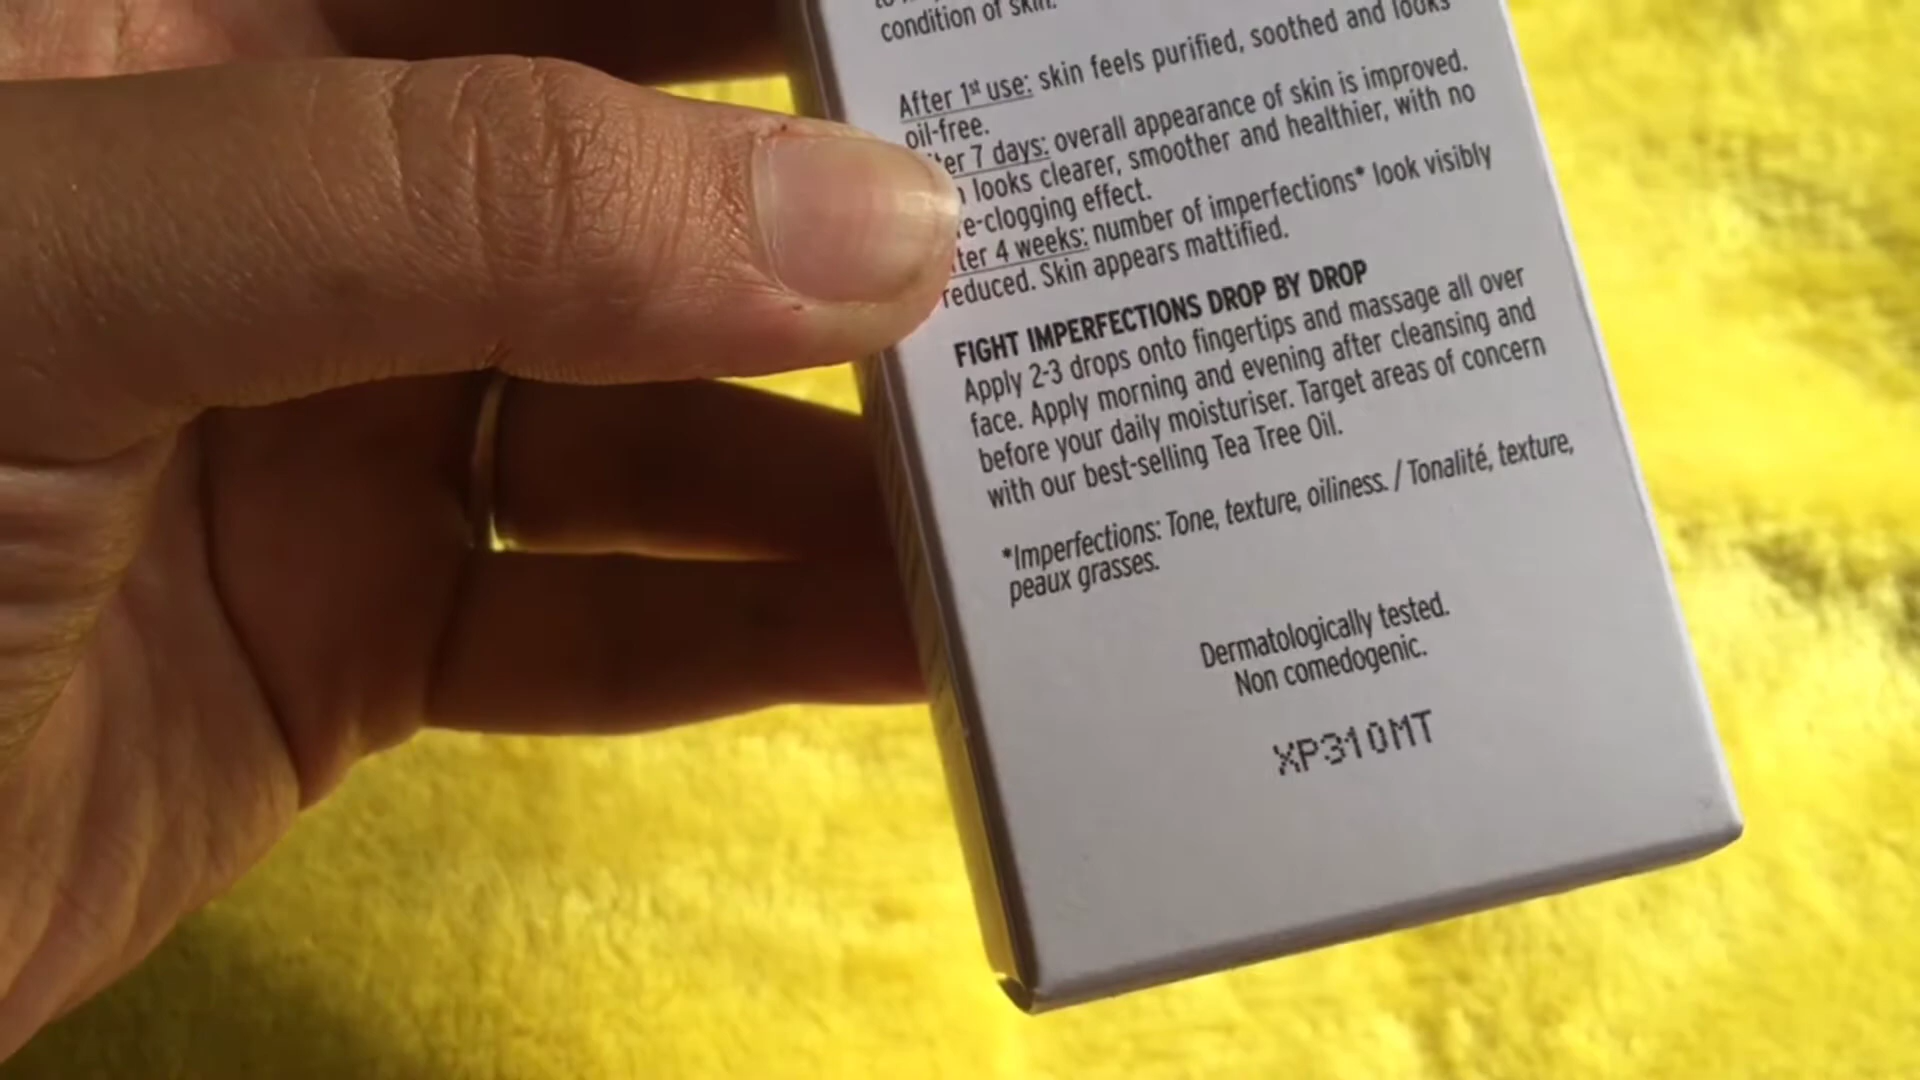 condition of skin.
After 1st use: skin feels purified, soothed and looks
oil-free.
7 days: overall appearance of skin is improved.
looks clearer, smoother and healthier, with no
effect.
4 weeks: number of imperfections* look visibly
reduced. Skin appears mattified.
FIGHT IMPERFECTIONS DROP BY DROP
Apply 2-3 drops onto fingertips and massage all over
face. Apply morning and evening after cleansing and
before your daily moisturiser. Target areas of concern
with our best-selling Tea Tree Oil.
*Imperfections: Tone, texture, oiliness. / Tonalité, texture,
peaux grasses.
Dermatologically tested.
Non comedogenic.
XP310MT